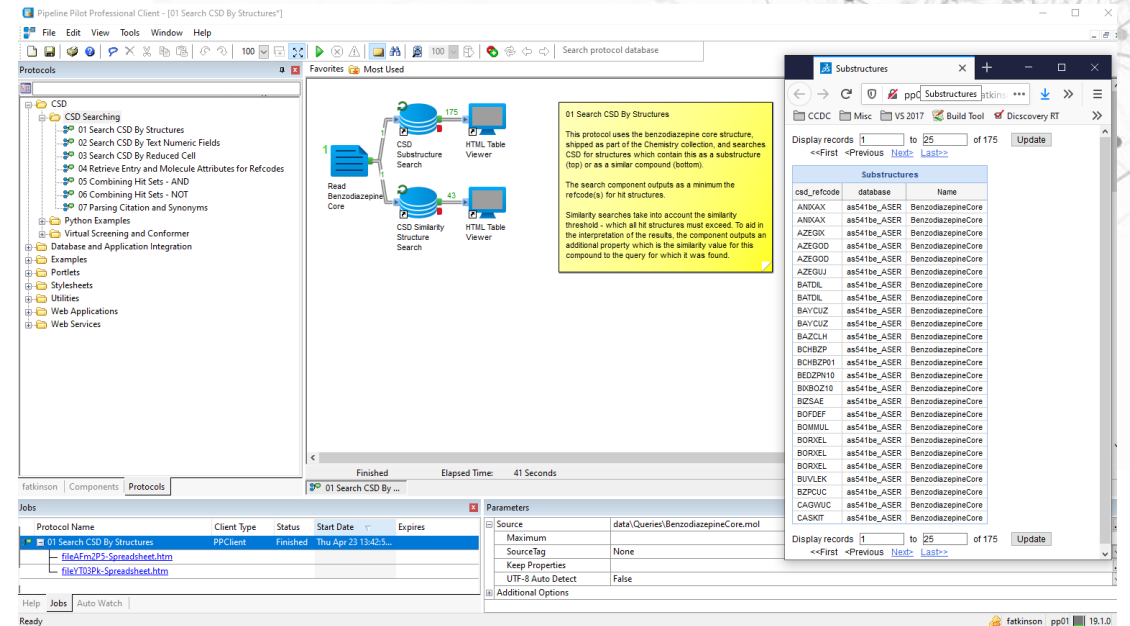 Pipeline Pilot Professional Client - [01 Search CSD By Structures*]
File Edit View Tools Window Help
100 100 Search protocol database
Protocols
Favorites Most Used
CSD
CSD Searching
01 Search CSD By Structures
02 Search CSD By Text Numeric Fields
03 Search CSD By Reduced Cell
04 Retrieve Entry and Molecule Attributes for Refcodes
05 Combining Hit Sets - AND
06 Combining Hit Sets - NOT
07 Parsing Citation and Synonyms
Python Examples
Virtual Screening and Conformer
Database and Application Integration
Examples
Portlets
Stylesheets
Utilities
Web Applications
Web Services
fatkinson Components Protocols
1
Read
Benzodiazepine
Core
1
175
CSD
Substructure
Search
HTML Table
Viewer
1
43
CSD Similarity
Structure
Search
HTML Table
Viewer
01 Search CSD By Structures
This protocol uses the benzodiazepine core structure,
shipped as part of the Chemistry collection, and searches
CSD for structures which contain this as a substructure
(top) or as a similar compound (bottom).
The search component outputs as a minimum the
refcode(s) for hit structures.
Similarity searches take into account the similarity
threshold - which all hit structures must exceed. To aid in
the interpretation of the results, the component outputs an
additional property which is the similarity value for this
compound to the query for which it was found.
Finished Elapsed Time: 41 Seconds
01 Search CSD By ...
Substructures
Substructures
CCDC Misc VS 2017 Build Tool Dicscovery RT
Display records 1 to 25 of 175 Update
<<First <Previous Next> Last>>
Substructures
csd_refcode database Name
ANIXAX as541be_ASER BenzodiazepineCore
ANIXAX as541be_ASER BenzodiazepineCore
AZEGIX as541be_ASER BenzodiazepineCore
AZEGOD as541be_ASER BenzodiazepineCore
AZEGOD as541be_ASER BenzodiazepineCore
AZEGUJ as541be_ASER BenzodiazepineCore
BATDIL as541be_ASER BenzodiazepineCore
BATDIL as541be_ASER BenzodiazepineCore
BAYCUZ as541be_ASER BenzodiazepineCore
BAYCUZ as541be_ASER BenzodiazepineCore
BAZCLH as541be_ASER BenzodiazepineCore
BCHBZP as541be_ASER BenzodiazepineCore
BCHBZP01 as541be_ASER BenzodiazepineCore
BEDZPN10 as541be_ASER BenzodiazepineCore
BIXBOZ10 as541be_ASER BenzodiazepineCore
BIZSAE as541be_ASER BenzodiazepineCore
BOFDEF as541be_ASER BenzodiazepineCore
BOMMUL as541be_ASER BenzodiazepineCore
BORXEL as541be_ASER BenzodiazepineCore
BORXEL as541be_ASER BenzodiazepineCore
BORXEL as541be_ASER BenzodiazepineCore
BUVLEK as541be_ASER BenzodiazepineCore
BZPCUC as541be_ASER BenzodiazepineCore
CAGWUC as541be_ASER BenzodiazepineCore
CASKIT as541be_ASER BenzodiazepineCore
Display records 1 to 25 of 175 Update
<<First <Previous Next> Last>>
Jobs
Protocol Name Client Type Status Start Date Expires
01 Search CSD By Structures PPClient Finished Thu Apr 23 13:42:5...
fileAFm2P5-Spreadsheet.htm
fileYT03Pk-Spreadsheet.htm
Help Jobs Auto Watch
Parameters
Source data\Queries\BenzodiazepineCore.mol
Maximum
SourceTag None
Keep Properties
UTF-8 Auto Detect False
Additional Options
Ready
fatkinson pp01 19.1.0